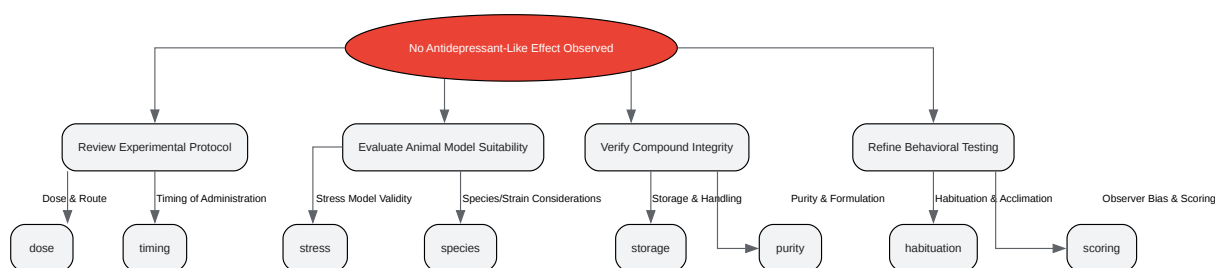 No Antidepressant-Like Effect Observed
Review Experimental Protocol
Evaluate Animal Model Suitability
Verify Compound Integrity
Refine Behavioral Testing
Dose & Route
Timing of Administration
Stress Model Validity
Species/Strain Considerations
Storage & Handling
Purity & Formulation
Habituation & Acclimation
Observer Bias & Scoring
dose
timing
stress
species
storage
purity
habituation
scoring